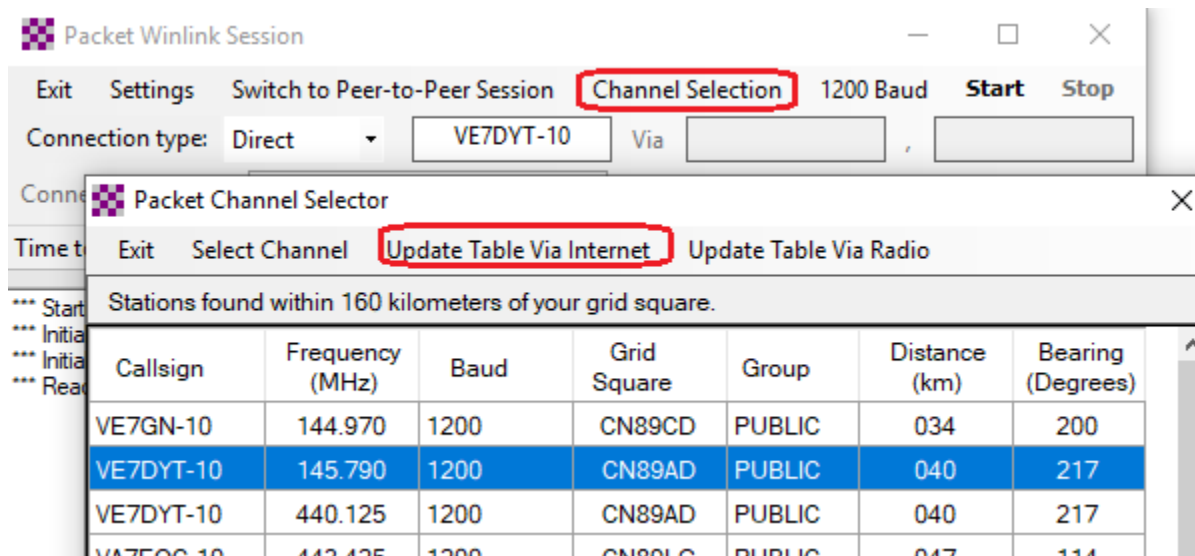 Packet Winlink Session
Exit Settings Switch to Peer-to-Peer Session Channel Selection 1200 Baud Start Stop
Connection type: Direct VE7DYT-10 Via ,
Packet Channel Selector
Exit Select Channel Update Table Via Internet Update Table Via Radio
Stations found within 160 kilometers of your grid square.
*** Start
*** Initia
*** Initia
*** Read
Callsign Frequency (MHz) Baud Grid Square Group Distance (km) Bearing (Degrees)
VE7GN-10 144.970 1200 CN89CD PUBLIC 034 200
VE7DYT-10 145.790 1200 CN89AD PUBLIC 040 217
VE7DYT-10 440.125 1200 CN89AD PUBLIC 040 217